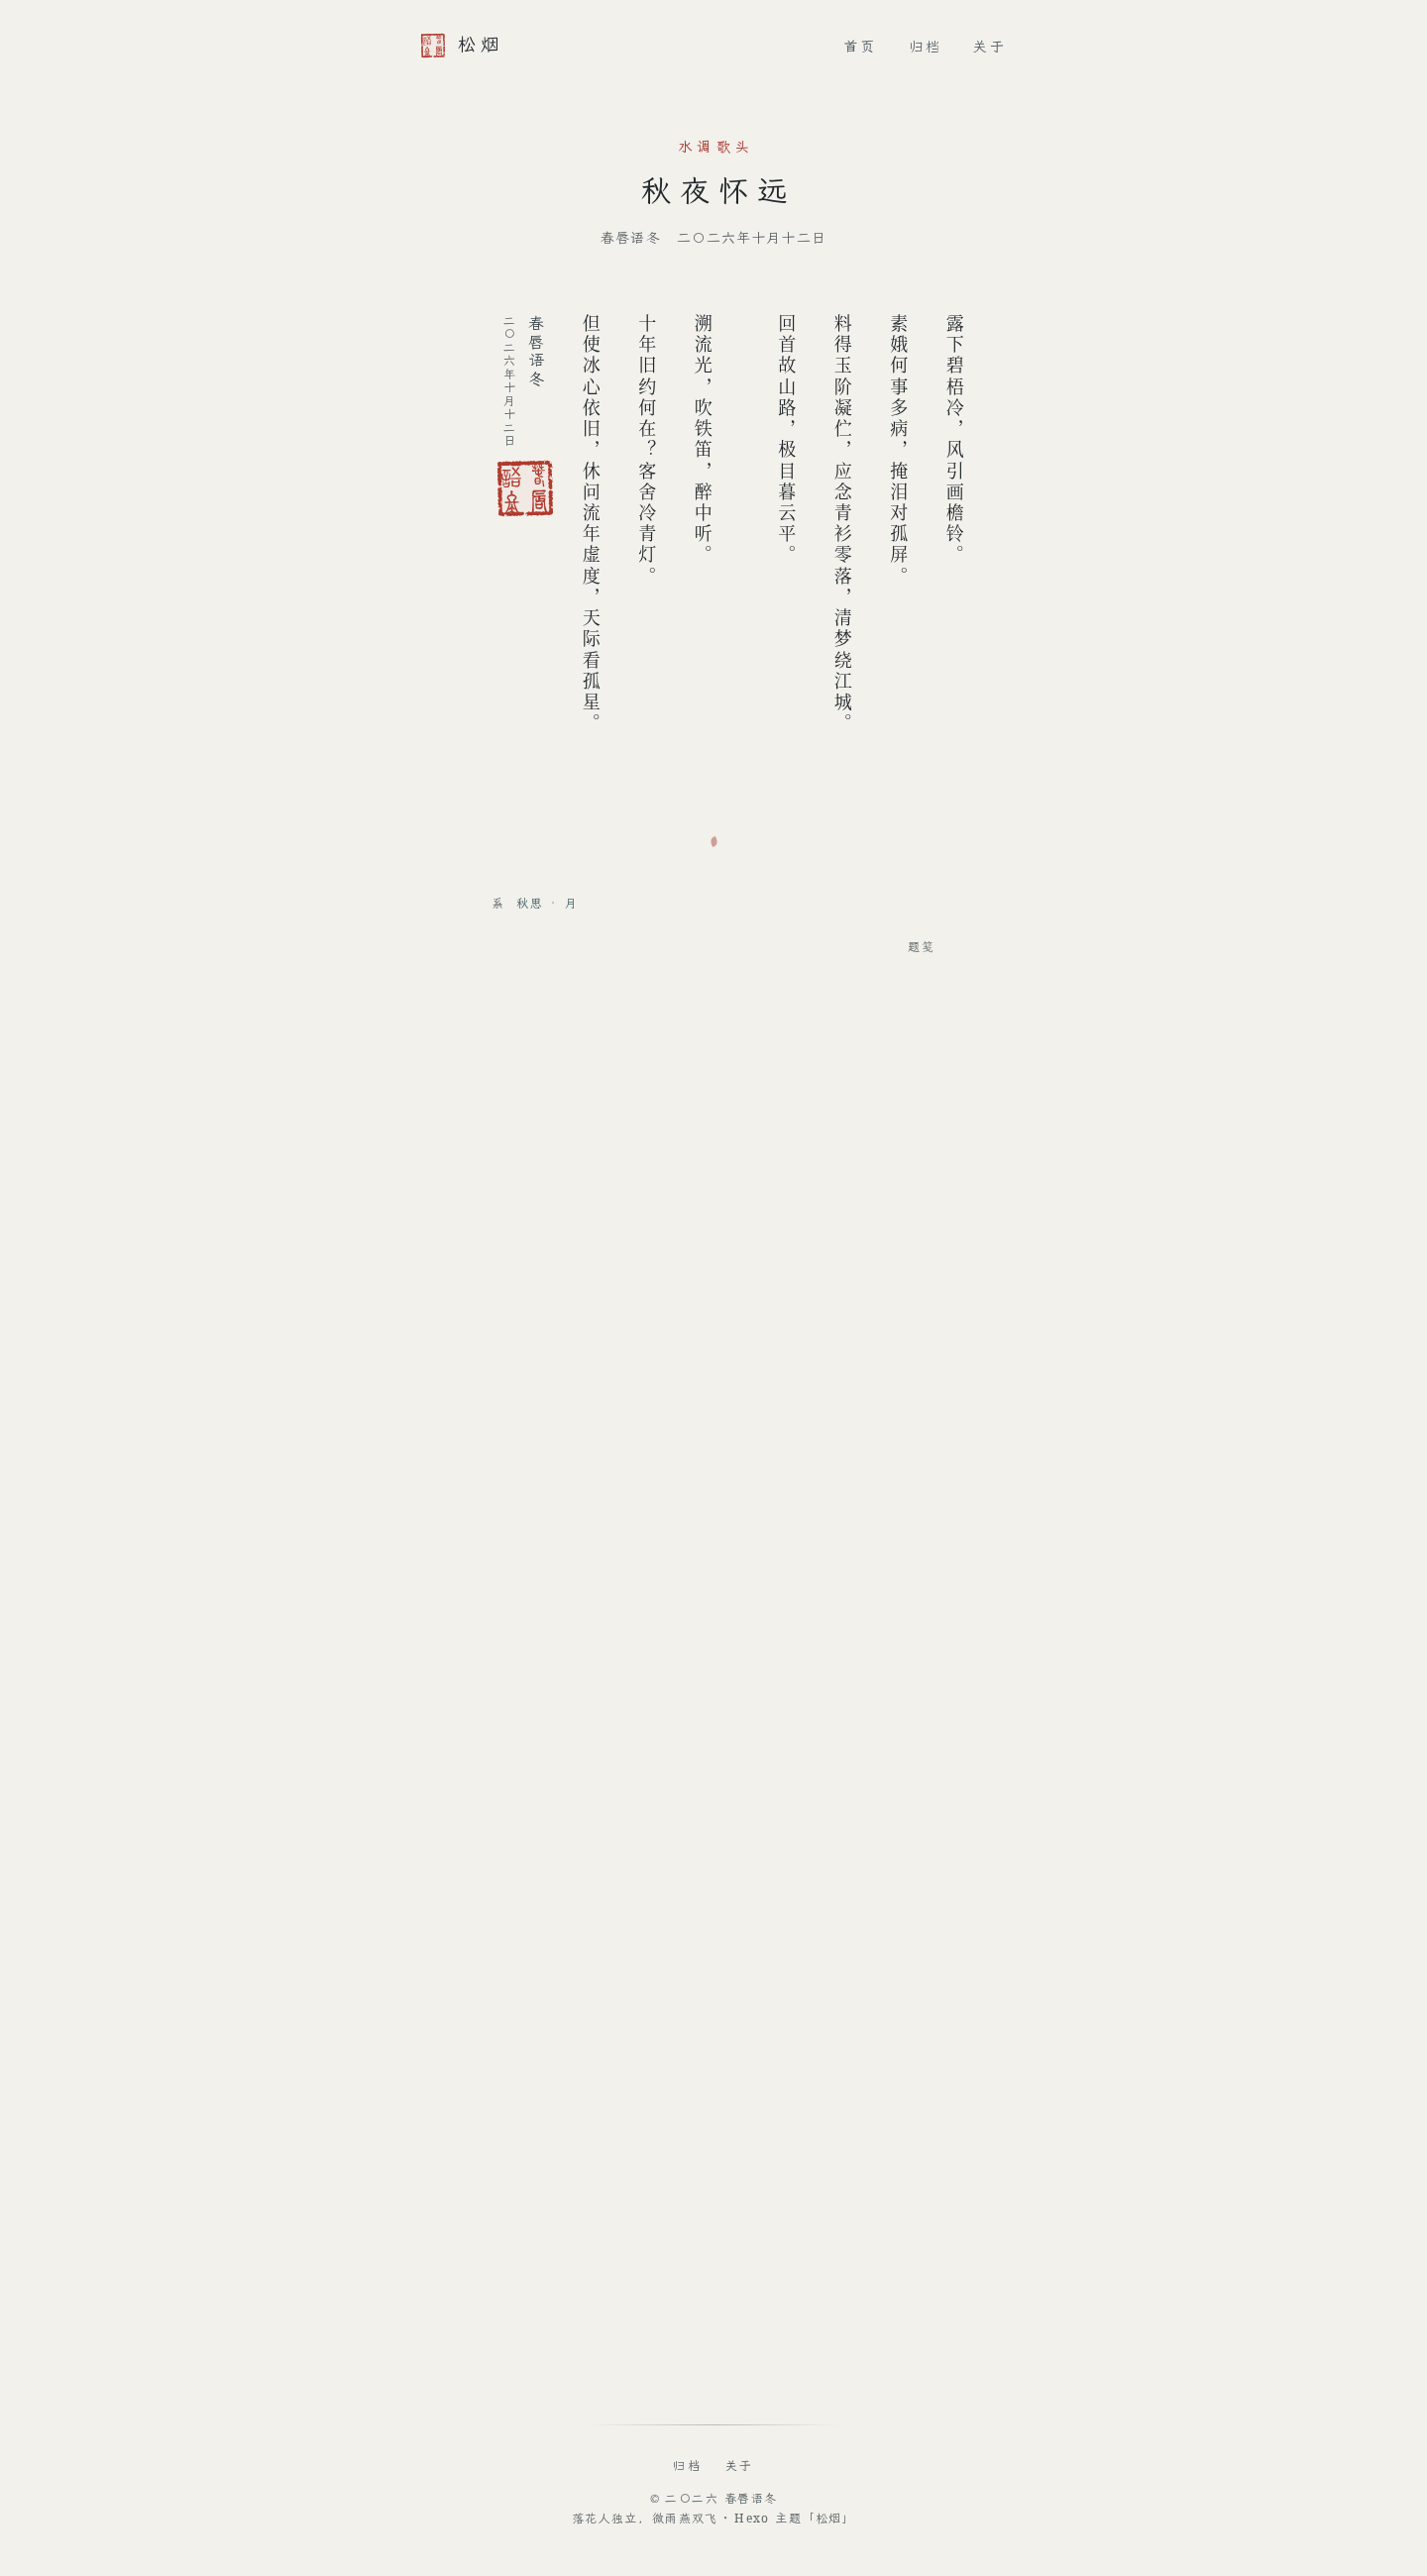 松烟
首页 归档 关于
水调歌头
秋夜怀远
春唇语冬 二〇二六年十月十二日
露下碧梧冷，风引画檐铃。
素娥何事多病，掩泪对孤屏。
料得玉阶凝伫，应念青衫零落，清梦绕江城。
回首故山路，极目暮云平。
溯流光，吹铁笛，醉中听。
十年旧约何在？客舍冷青灯。
但使冰心依旧，休问流年虚度，天际看孤星。
春唇语冬
二〇二六年十月十二日
系 秋思 · 月
题笺
归档 关于
© 二〇二六 春唇语冬
落花人独立，微雨燕双飞 · Hexo 主题「松烟」